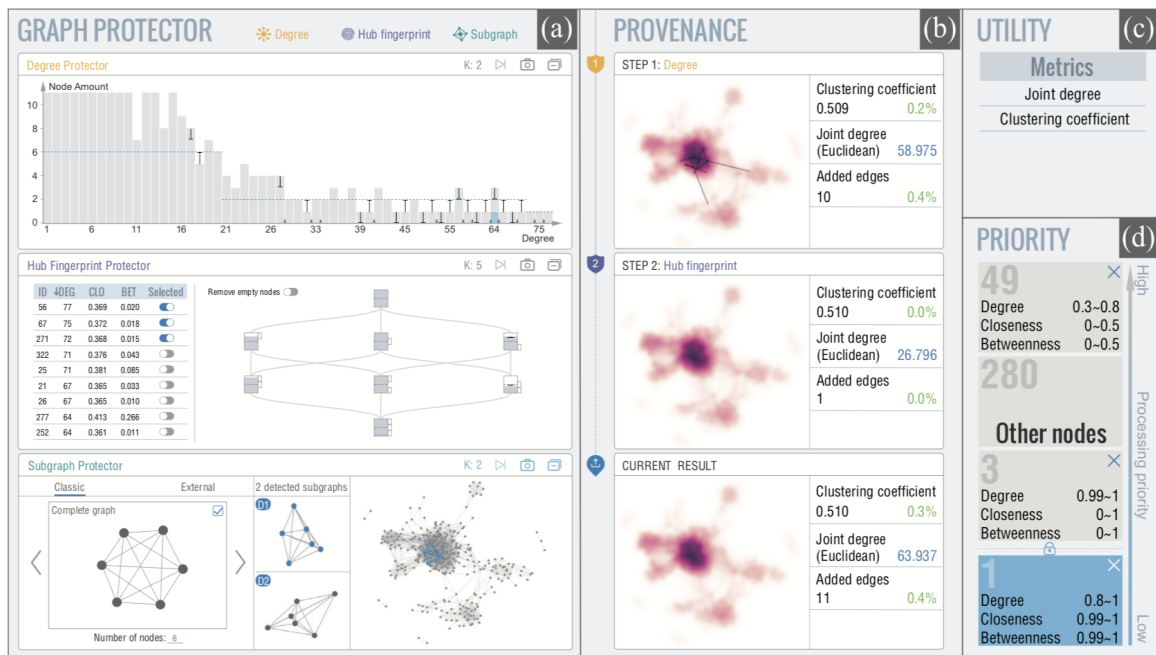 GRAPH PROTECTOR
Degree
Hub fingerprint
Subgraph
(a)
Degree Protector
K: 2
Node Amount
10
8
6
4
2
0
1
6
11
16
21
26
33
39
45
55
64
75
Degree
Hub Fingerprint Protector
K: 5
ID DEG CLO BET Selected
56 77 0.369 0.020
67 75 0.372 0.018
271 72 0.368 0.015
322 71 0.376 0.043
25 71 0.381 0.085
21 67 0.365 0.033
26 67 0.365 0.010
277 64 0.413 0.266
252 64 0.361 0.011
Remove empty nodes
Subgraph Protector
K: 2
Classic
External
Complete graph
Number of nodes: 6
2 detected subgraphs
D1
D2
PROVENANCE
(b)
1
STEP 1: Degree
Clustering coefficient
0.509 0.2%
Joint degree
(Euclidean) 58.975
Added edges
10 0.4%
2
STEP 2: Hub fingerprint
Clustering coefficient
0.510 0.0%
Joint degree
(Euclidean) 26.796
Added edges
1 0.0%
CURRENT RESULT
Clustering coefficient
0.510 0.3%
Joint degree
(Euclidean) 63.937
Added edges
11 0.4%
UTILITY
(c)
Metrics
Joint degree
Clustering coefficient
PRIORITY
(d)
49
Degree 0.3~0.8
Closeness 0~0.5
Betweenness 0~0.5
280
Other nodes
3
Degree 0.99~1
Closeness 0~1
Betweenness 0~1
1
Degree 0.8~1
Closeness 0.99~1
Betweenness 0.99~1
High
Processing priority
Low